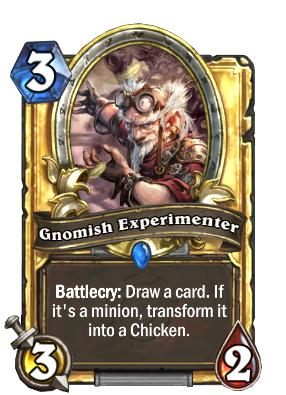 3
Gnomish Experimenter
Battlecry: Draw a card. If
it's a minion, transform it
into a Chicken.
3
2